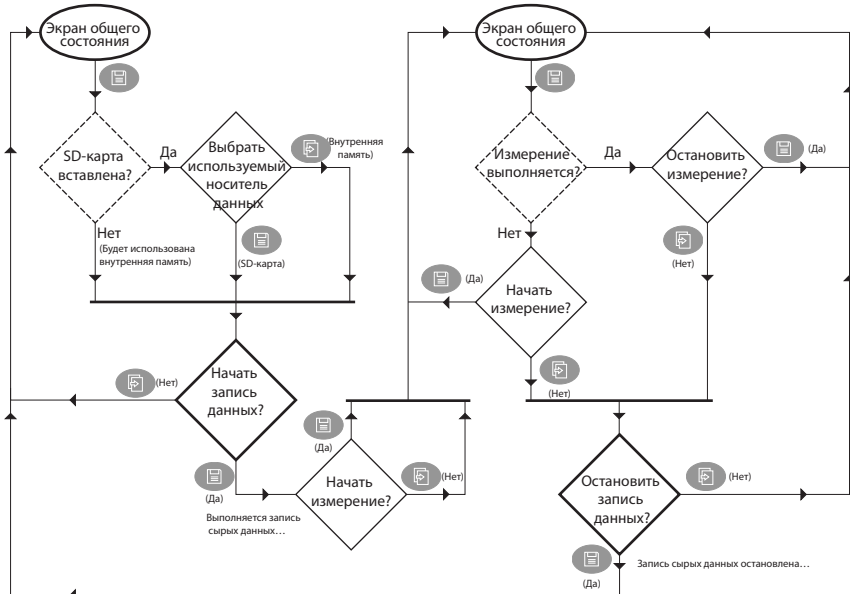 Экран общего
состояния
SD-карта
вставлена?
Да
Выбрать
используемый
носитель
данных
(Внутренняя
память)
Нет
(Будет использована
внутренняя память)
(SD-карта)
Начать
запись
данных?
(Нет)
(Да)
Выполняется запись
сырых данных…
Начать
измерение?
(Да)
(Нет)
Экран общего
состояния
Измерение
выполняется?
Да
Остановить
измерение?
(Да)
Нет
(Нет)
(Да)
Начать
измерение?
(Нет)
Остановить
запись
данных?
(Нет)
(Да)
Запись сырых данных остановлена…